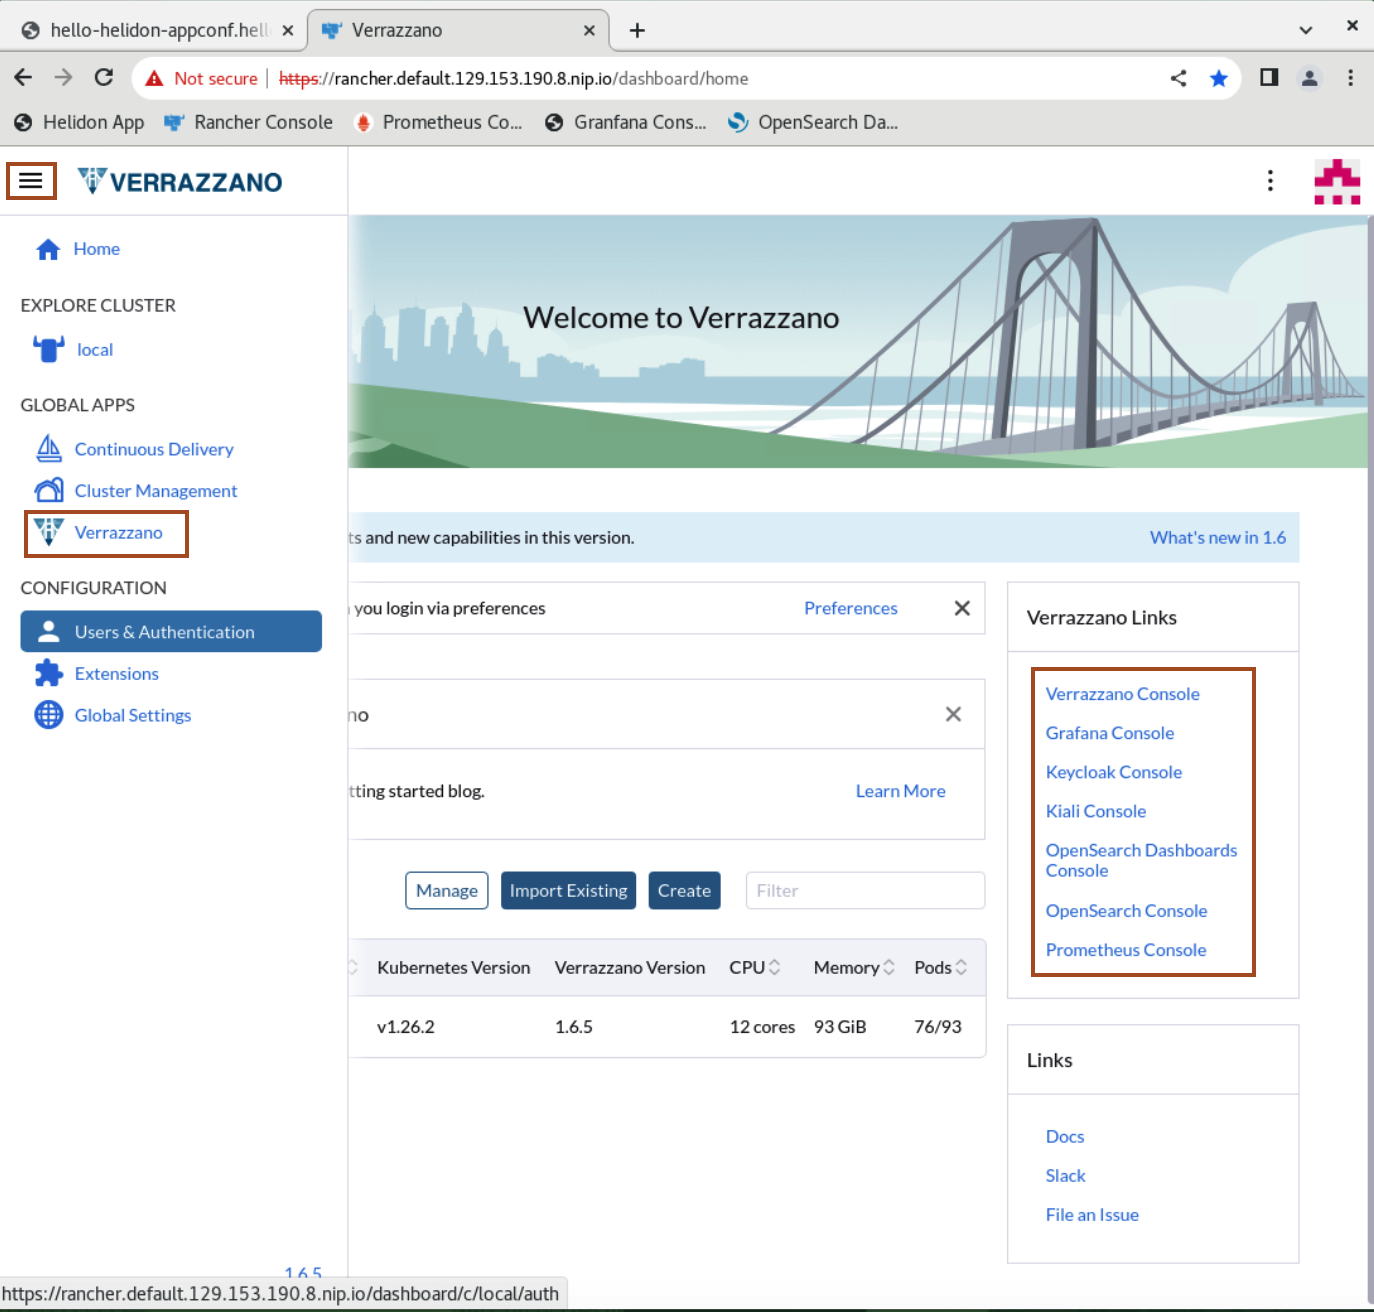 hello-helidon-appconf.hell
Verrazzano
Not secure
https://rancher.default.129.153.190.8.nip.io/dashboard/home
Helidon App
Rancher Console
Prometheus Co...
Granfana Cons...
OpenSearch Da...
VERRAZZANO
Home
EXPLORE CLUSTER
local
GLOBAL APPS
Continuous Delivery
Cluster Management
Verrazzano
CONFIGURATION
Users & Authentication
Extensions
Global Settings
1.6.5
Welcome to Verrazzano
ts and new capabilities in this version.
What's new in 1.6
you login via preferences
Preferences
no
tting started blog.
Learn More
Manage
Import Existing
Create
Filter
Kubernetes Version
Verrazzano Version
CPU
Memory
Pods
v1.26.2
1.6.5
12 cores
93 GiB
76/93
Verrazzano Links
Verrazzano Console
Grafana Console
Keycloak Console
Kiali Console
OpenSearch Dashboards
Console
OpenSearch Console
Prometheus Console
Links
Docs
Slack
File an Issue
https://rancher.default.129.153.190.8.nip.io/dashboard/c/local/auth